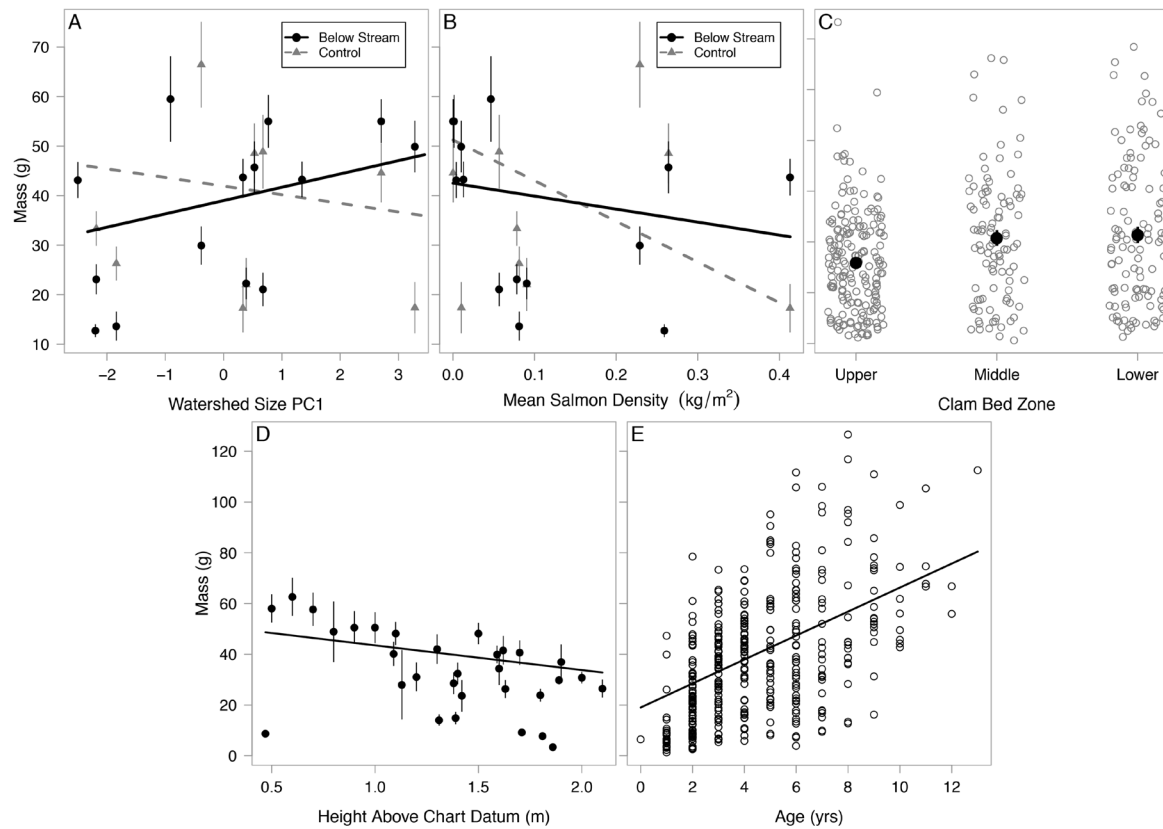 A
B
C
Below Stream
Control
Below Stream
Control
Mass (g)
70
60
50
40
30
20
10
−2 −1 0 1 2 3
0.0 0.1 0.2 0.3 0.4
Upper Middle Lower
Watershed Size PC1
Mean Salmon Density (kg/m²)
Clam Bed Zone
D
E
Mass (g)
120
100
80
60
40
20
0
0.5 1.0 1.5 2.0
0 2 4 6 8 10 12
Height Above Chart Datum (m)
Age (yrs)